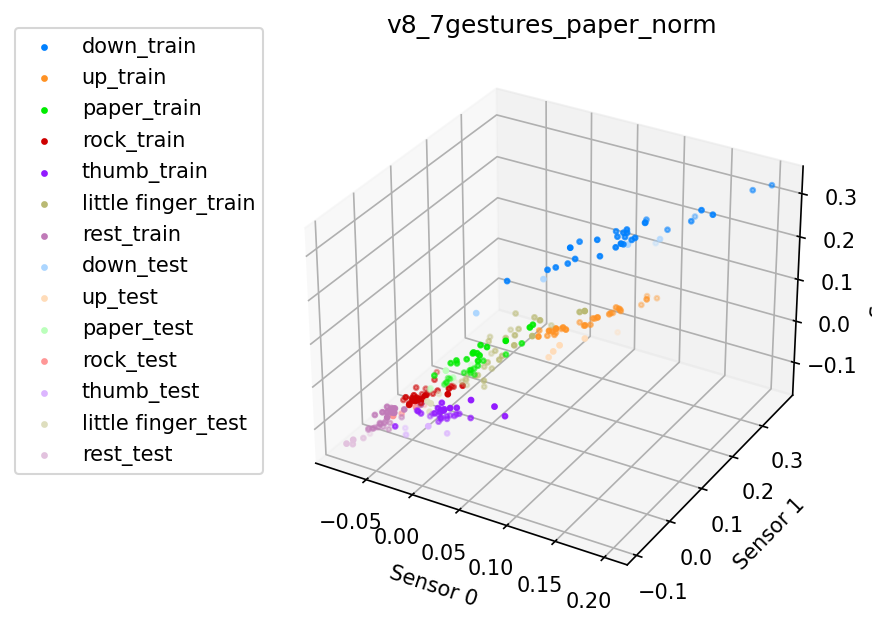 v8_7gestures_paper_norm
down_train
up_train
paper_train
rock_train
thumb_train
little finger_train
rest_train
down_test
up_test
paper_test
rock_test
thumb_test
little finger_test
rest_test
0.3
0.2
0.1
0.0
−0.1
0.3
0.2
0.1
0.0
−0.1
Sensor 1
−0.05
0.00
0.05
0.10
0.15
0.20
Sensor 0